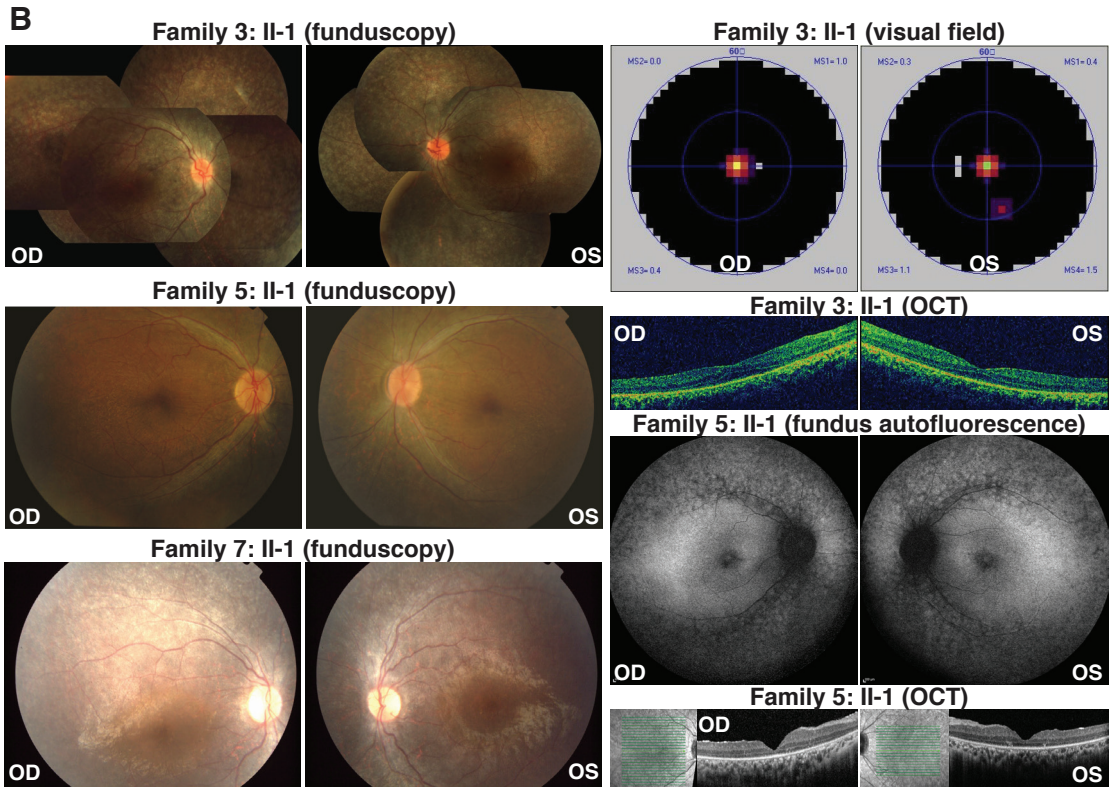 B
Family 3: II-1 (funduscopy)
OD
OS
Family 5: II-1 (funduscopy)
OD
OS
Family 7: II-1 (funduscopy)
OD
OS
Family 3: II-1 (visual field)
60□
MS2= 0.0
MS1= 1.0
MS3= 0.4
MS4= 0.0
OD
60□
MS2= 0.3
MS1= 0.4
MS3= 1.1
MS4= 1.5
OS
Family 3: II-1 (OCT)
OD
OS
Family 5: II-1 (fundus autofluorescence)
OD
OS
Family 5: II-1 (OCT)
OD
OS